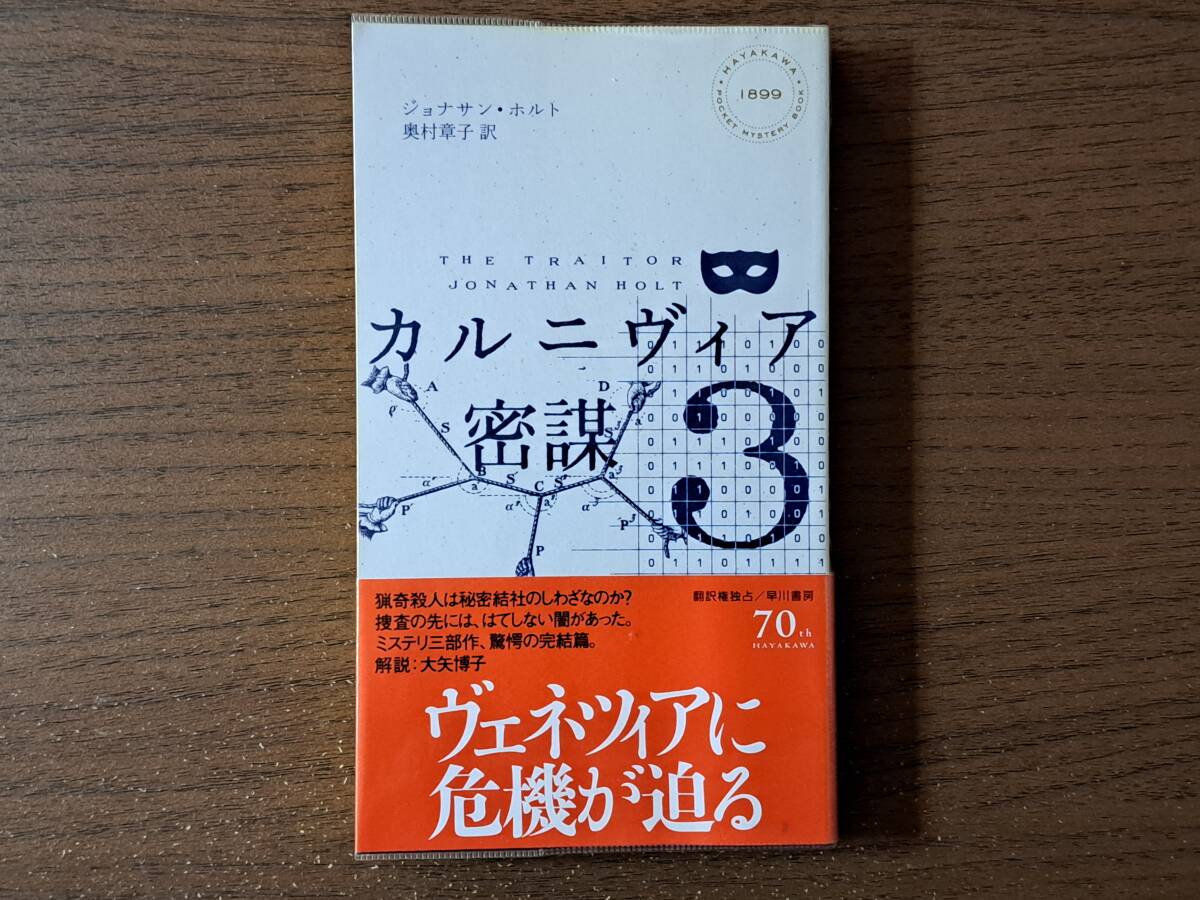 HAYAKAWA
1899
POCKET MYSTERY BOOK
ジョナサン・ホルト
奥村章子 訳
THE TRAITOR
JONATHAN HOLT
カルニヴィア
3
密謀
A
D
S
S
B
S
C
S
P
P
P
猟奇殺人は秘密結社のしわざなのか?
捜査の先には、はてしない闇があった。
ミステリ三部作、驚愕の完結篇。
解説:大矢博子
翻訳権独占/早川書房
70th
HAYAKAWA
ヴェネツィアに
危機が迫る